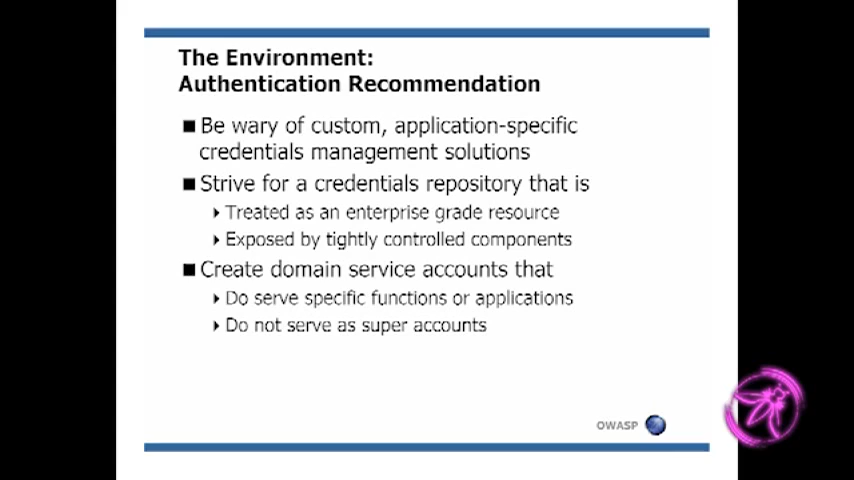 The Environment:
Authentication Recommendation
■ Be wary of custom, application-specific
credentials management solutions
■ Strive for a credentials repository that is
Treated as an enterprise grade resource
Exposed by tightly controlled components
■ Create domain service accounts that
Do serve specific functions or applications
Do not serve as super accounts
OWASP